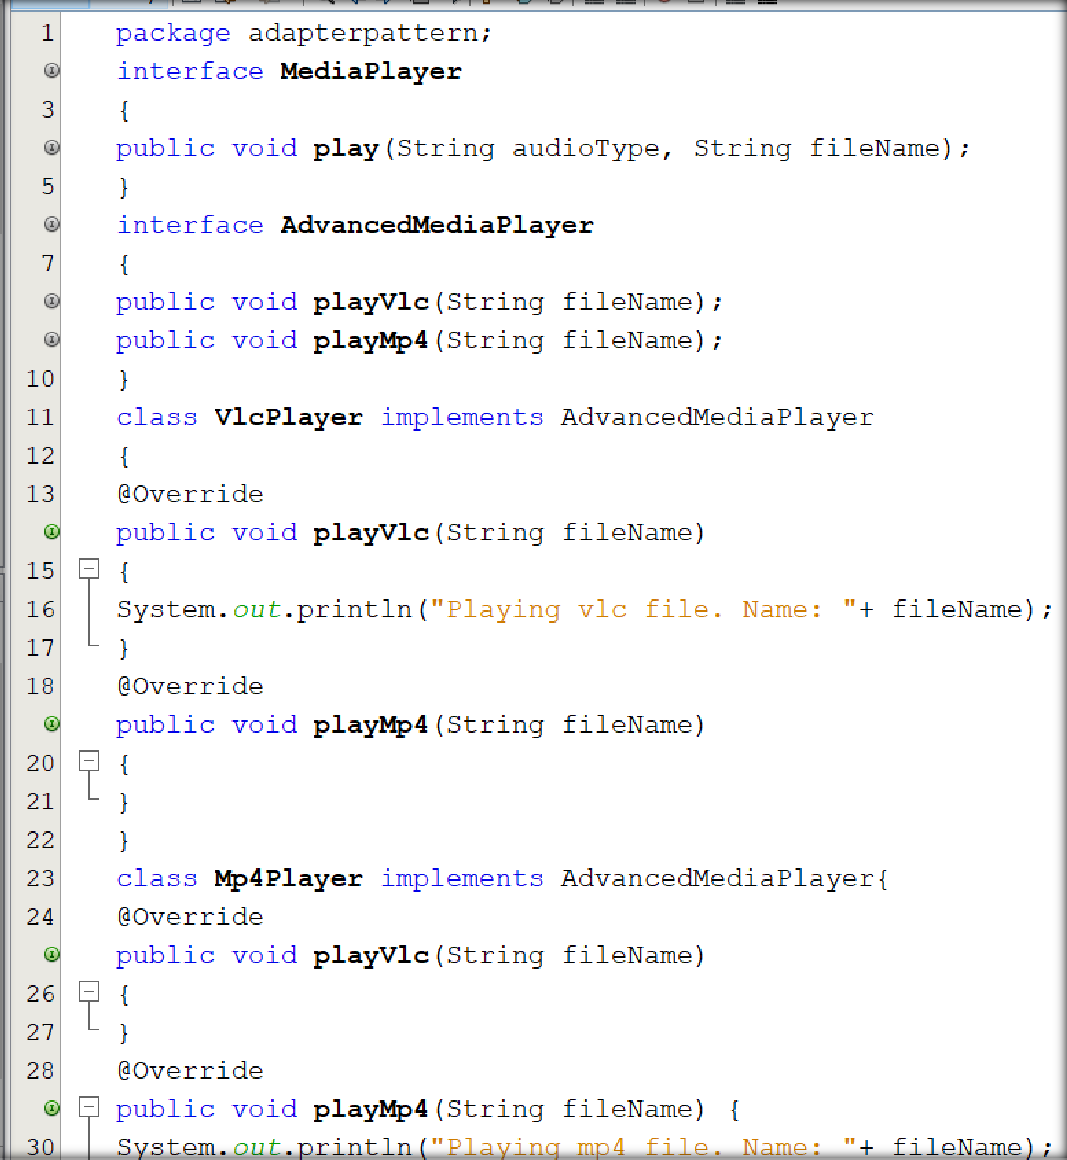 1 package adapterpattern;
interface MediaPlayer
3 {
public void play(String audioType, String fileName);
5 }
interface AdvancedMediaPlayer
7 {
public void playVlc(String fileName);
public void playMp4(String fileName);
10 }
11 class VlcPlayer implements AdvancedMediaPlayer
12 {
13 @Override
public void playVlc(String fileName)
15 {
16 System.out.println("Playing vlc file. Name: "+ fileName);
17 }
18 @Override
public void playMp4(String fileName)
20 {
21 }
22 }
23 class Mp4Player implements AdvancedMediaPlayer{
24 @Override
public void playVlc(String fileName)
26 {
27 }
28 @Override
public void playMp4(String fileName) {
30 System.out.println("Playing mp4 file. Name: "+ fileName);